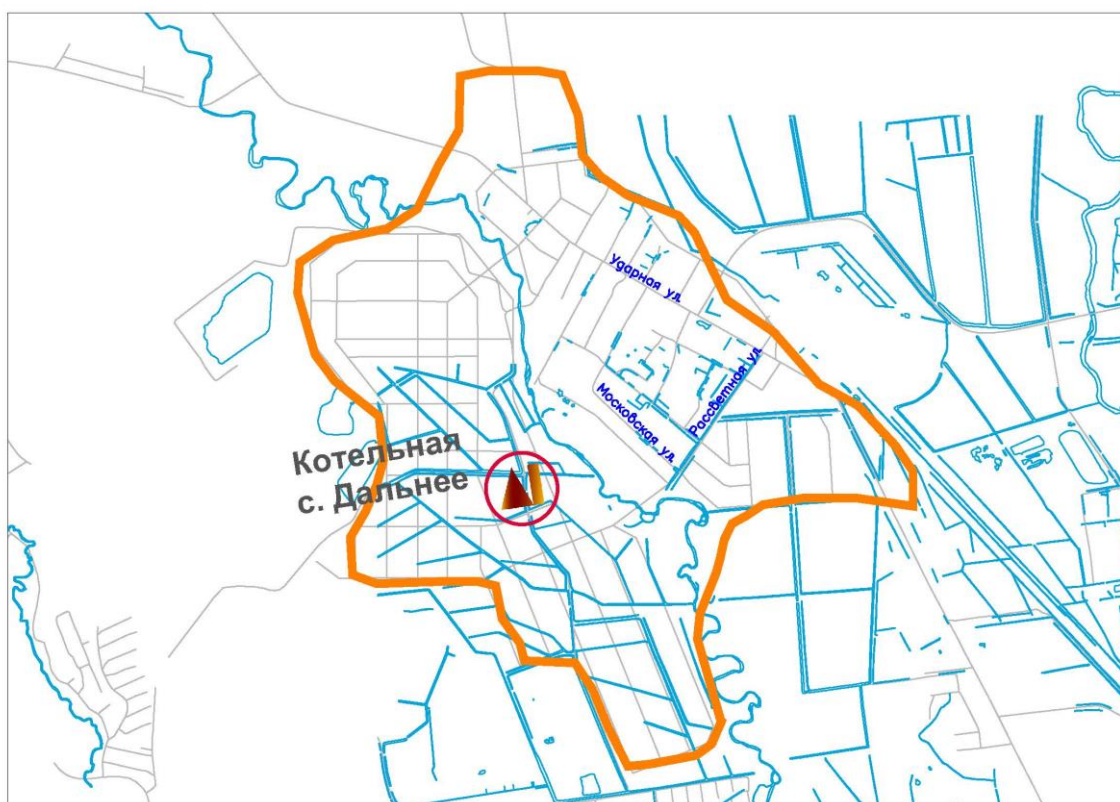 Ударная ул.
Московская ул.
Рассветная ул.
Котельная
с. Дальнее